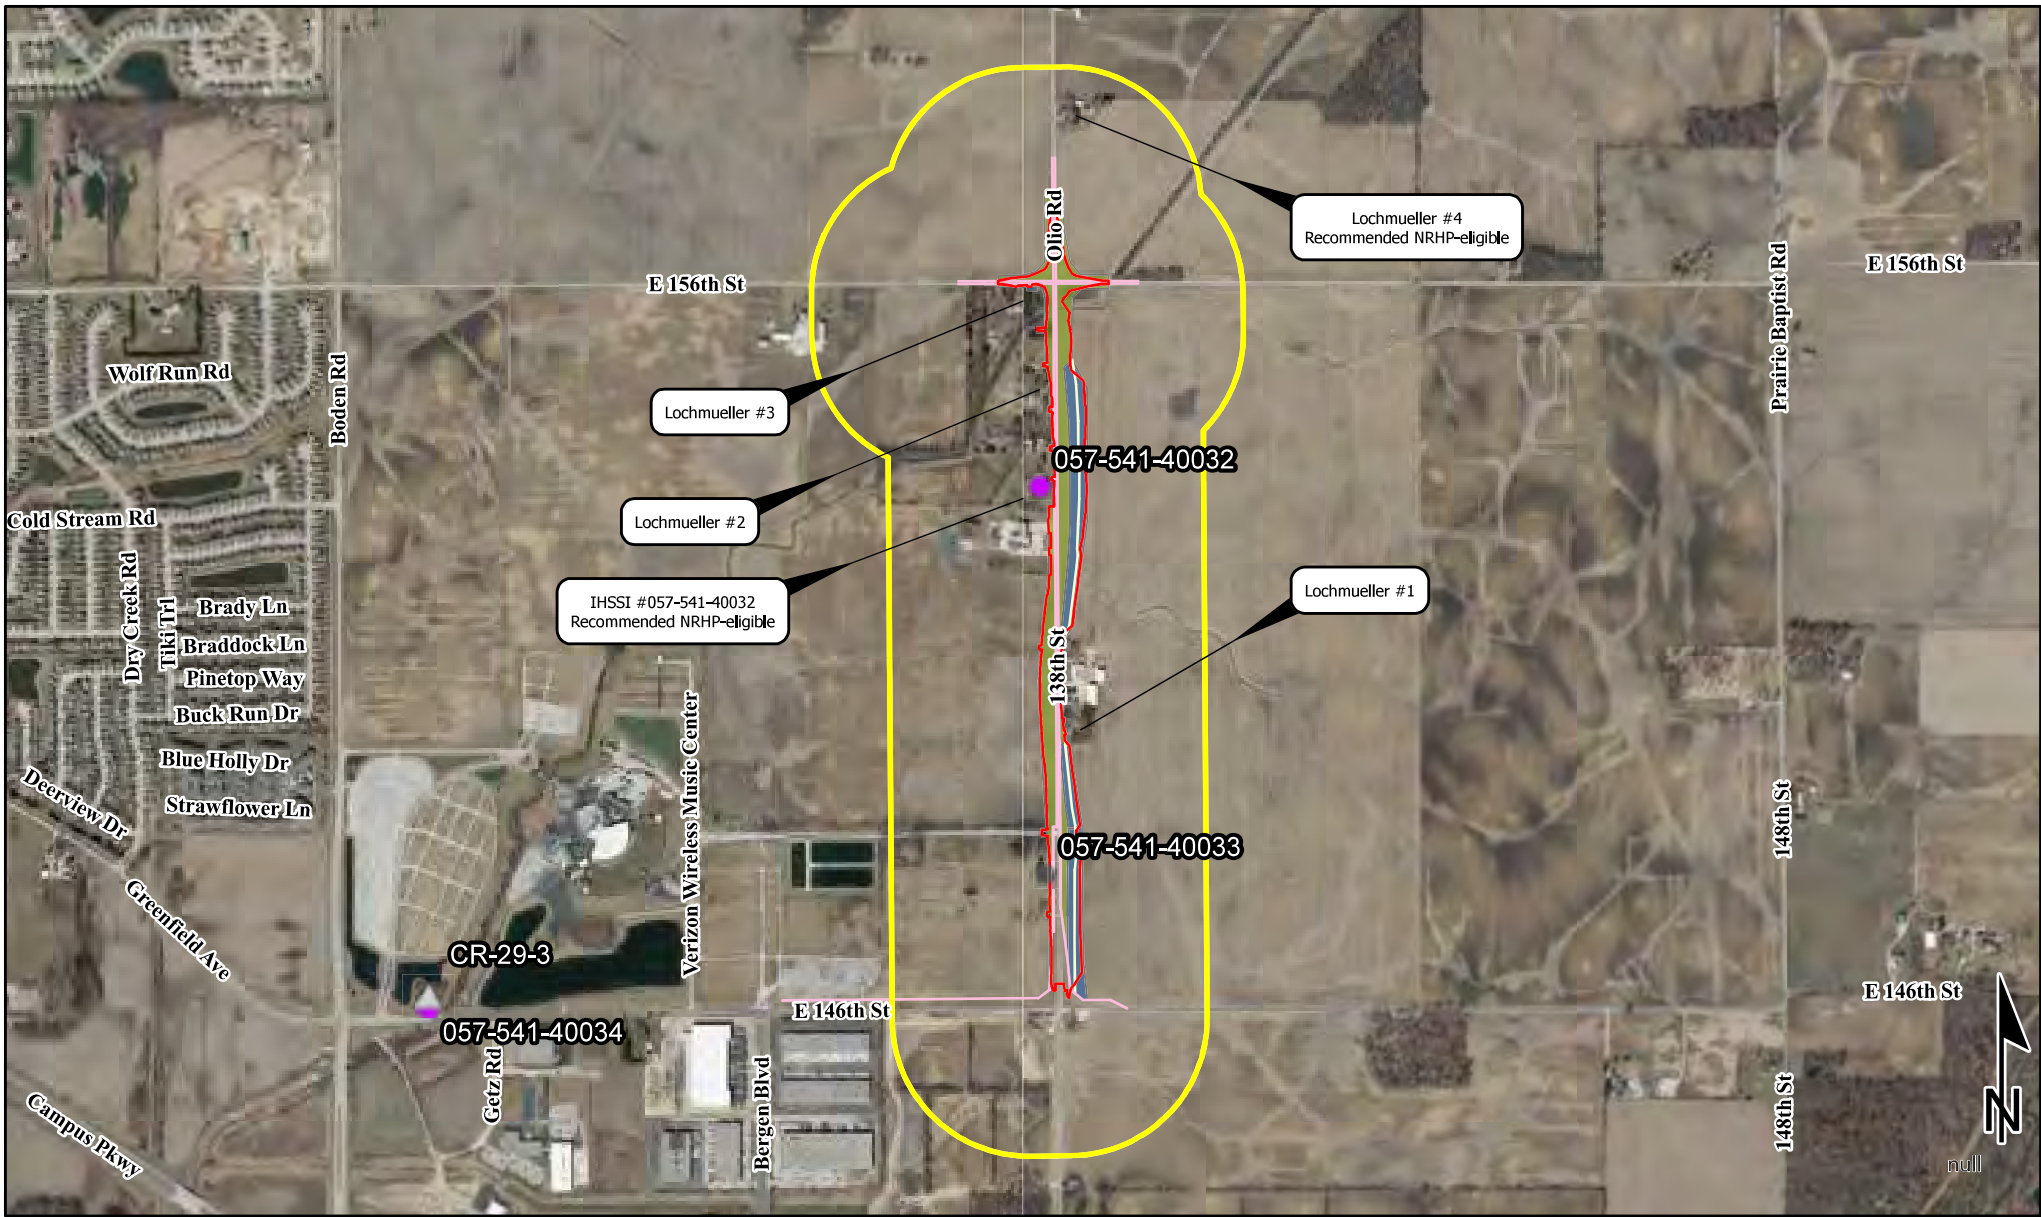 Olio Rd
Lochmueller #4
Recommended NRHP-eligible
E 156th St
E 156th St
Prairie Baptist Rd
Wolf Run Rd
Boden Rd
Lochmueller #3
057-541-40032
Cold Stream Rd
Lochmueller #2
Dry Creek Rd
Tiki Trl
Brady Ln
IHSSI #057-541-40032
Recommended NRHP-eligible
Lochmueller #1
Braddock Ln
138th St
Pinetop Way
Buck Run Dr
Verizon Wireless Music Center
Blue Holly Dr
Deerview Dr
Strawflower Ln
148th St
057-541-40033
Greenfield Ave
CR-29-3
E 146th St
E 146th St
057-541-40034
Getz Rd
Bergen Blvd
148th St
Campus Pkwy
N
null